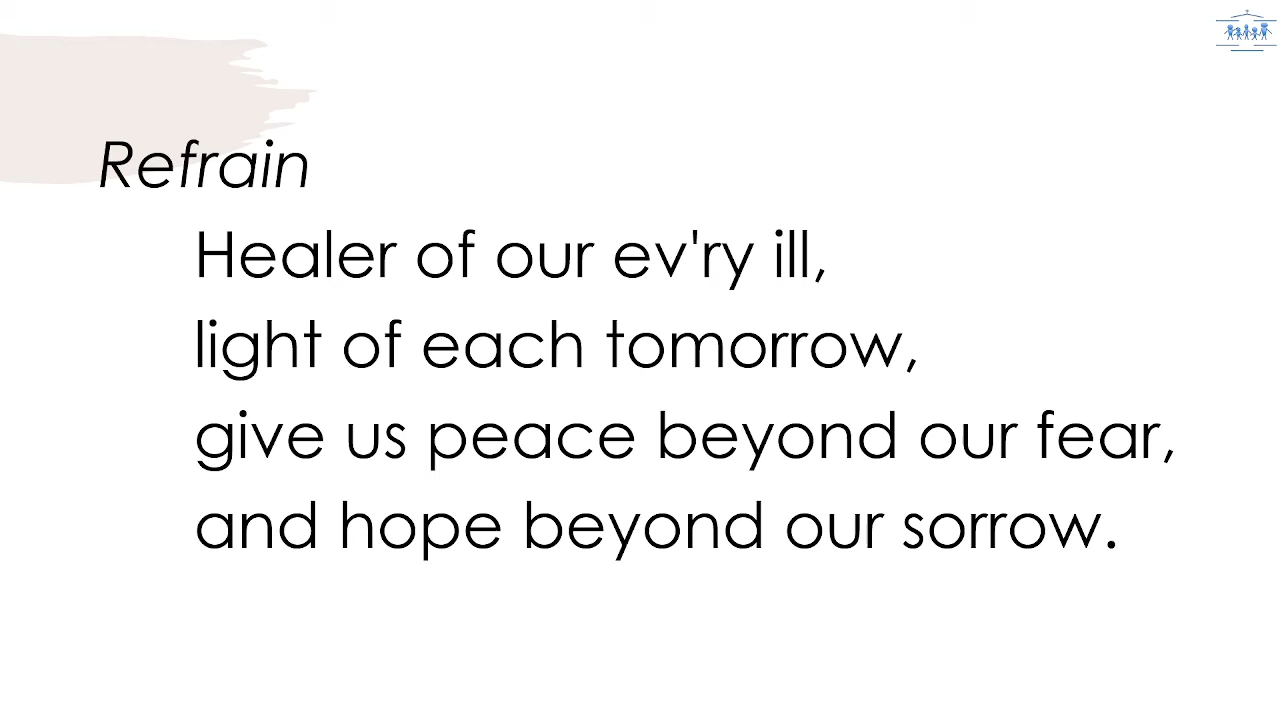 Refrain
Healer of our ev'ry ill,
light of each tomorrow,
give us peace beyond our fear,
and hope beyond our sorrow.